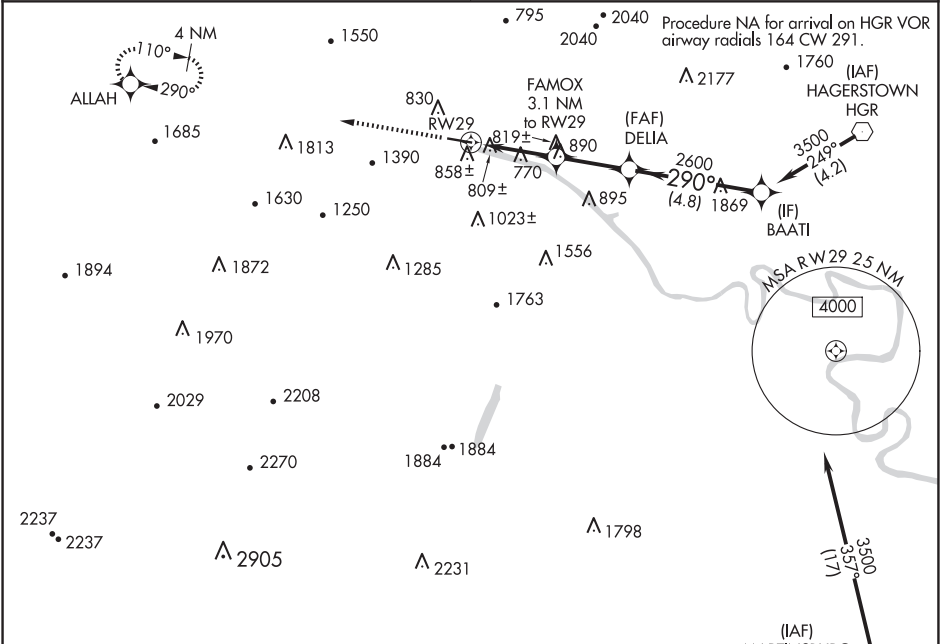 795
2040
2040
Procedure NA for arrival on HGR VOR
airway radials 164 CW 291.
4 NM
110°
290°
ALLAH
1550
1760
2177
(IAF)
HAGERSTOWN
HGR
FAMOX
3.1 NM
to RW29
830
RW29
819±
890
(FAF)
DELIA
3500
249°
(4.2)
1685
1813
1390
858±
809±
770
2600
290°
(4.8)
1869
(IF)
BAATI
895
1630
1250
1023±
1894
1872
1285
1556
MSA RW29 25 NM
4000
1763
1970
2029
2208
1884
1884
2270
2237
2237
2905
2231
1798
3500
357°
(17)
(IAF)